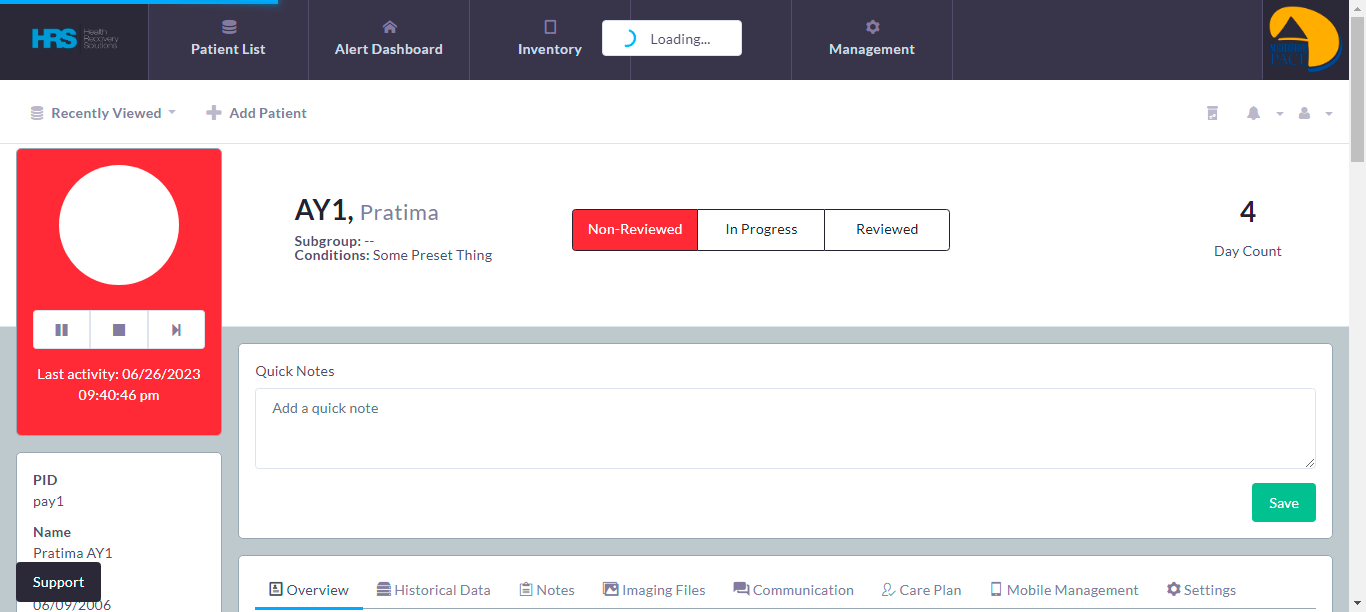 HRS Health
Recovery
Solutions
Patient List
Alert Dashboard
Inventory
Loading...
Management
PACT
Recently Viewed
Add Patient
AY1, Pratima
Subgroup: --
Conditions: Some Preset Thing
Non-Reviewed
In Progress
Reviewed
4
Day Count
Last activity: 06/26/2023
09:40:46 pm
Quick Notes
Add a quick note
Save
PID
pay1
Name
Pratima AY1
Support
06/09/2006
Overview
Historical Data
Notes
Imaging Files
Communication
Care Plan
Mobile Management
Settings